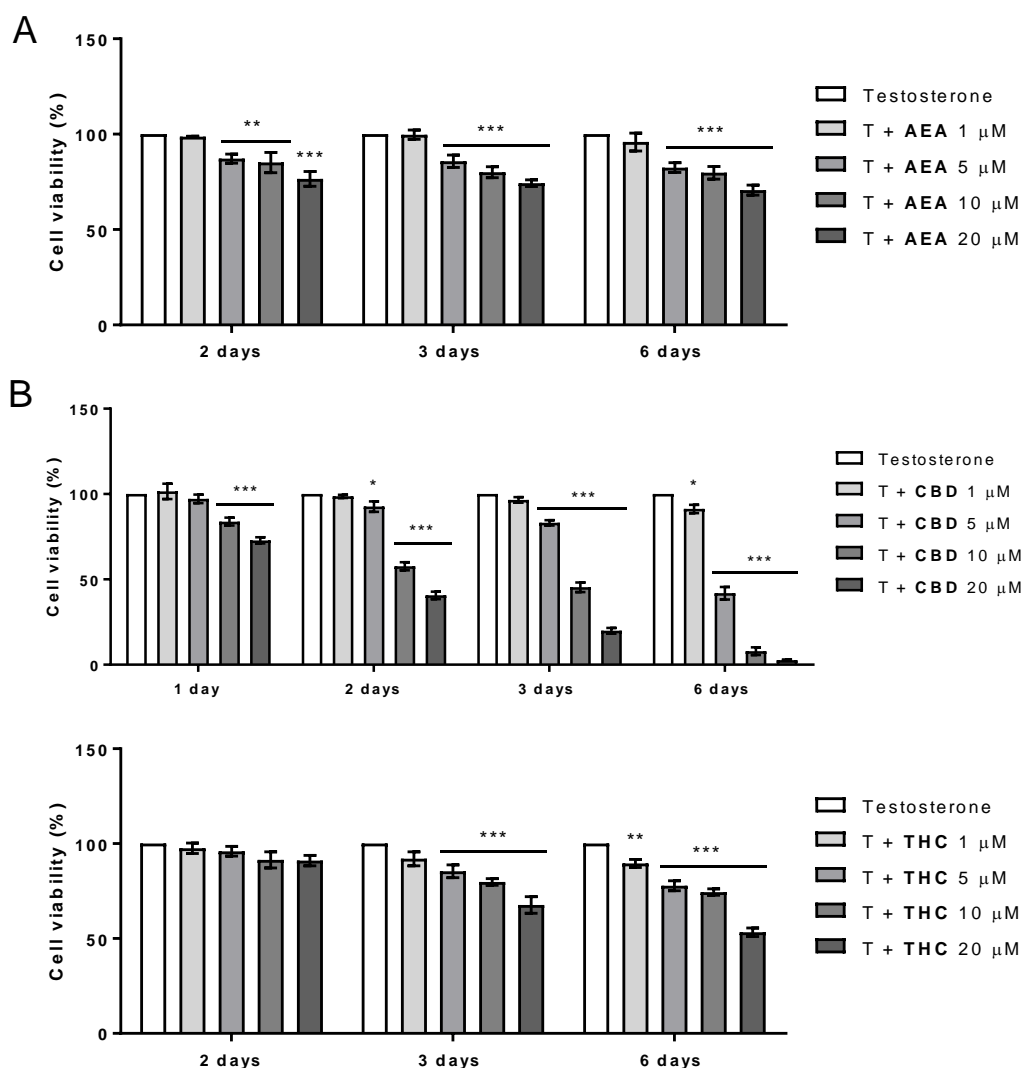 A
150
100
50
0
Cell viability (%)
**
***
***
***
2 days
3 days
6 days
Testosterone
T + AEA 1 μM
T + AEA 5 μM
T + AEA 10 μM
T + AEA 20 μM
B
150
100
50
0
Cell viability (%)
***
*
***
***
*
***
1 day
2 days
3 days
6 days
Testosterone
T + CBD 1 μM
T + CBD 5 μM
T + CBD 10 μM
T + CBD 20 μM
150
100
50
0
Cell viability (%)
***
**
***
2 days
3 days
6 days
Testosterone
T + THC 1 μM
T + THC 5 μM
T + THC 10 μM
T + THC 20 μM